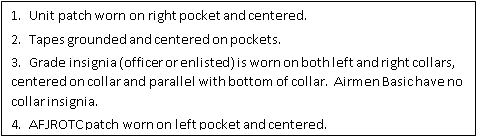 1. Unit patch worn on right pocket and centered.
2. Tapes grounded and centered on pockets.
3. Grade insignia (officer or enlisted) is worn on both left and right collars,
centered on collar and parallel with bottom of collar. Airmen Basic have no
collar insignia.
4. AFJROTC patch worn on left pocket and centered.